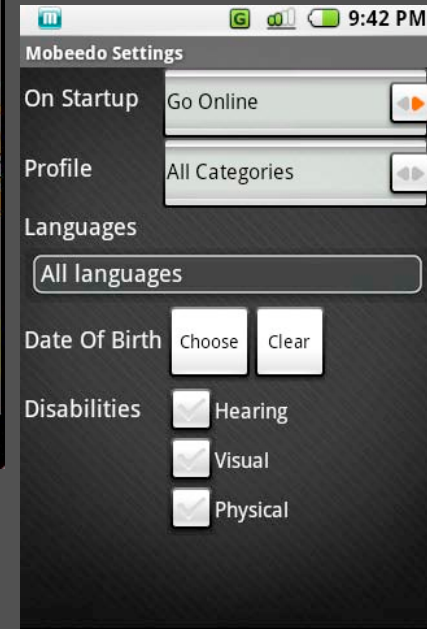 m G 9:42 PM
Mobeedo Settings
On Startup Go Online
Profile All Categories
Languages
All languages
Date Of Birth Choose Clear
Disabilities Hearing
Visual
Physical